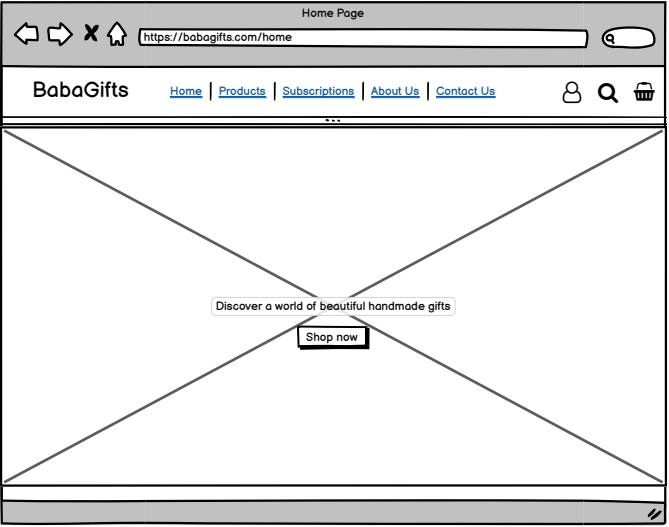 Home Page
https://babagifts.com/home
BabaGifts
Home | Products | Subscriptions | About Us | Contact Us
Discover a world of beautiful handmade gifts
Shop now